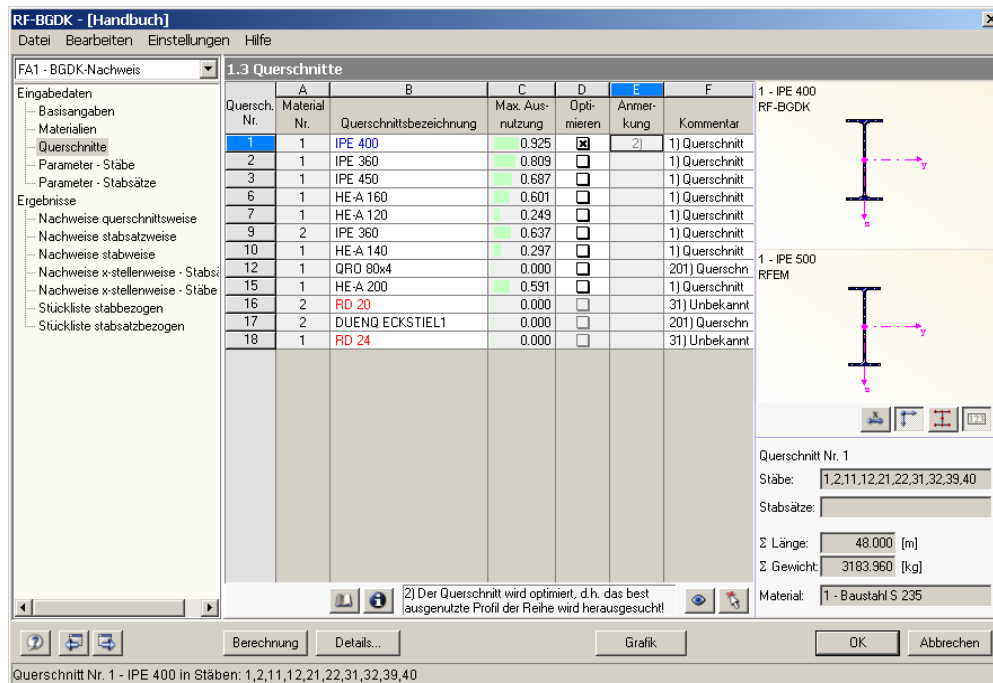 RF-BGDK - [Handbuch]
Datei Bearbeiten Einstellungen Hilfe
FA1 - BGDK-Nachweis
1.3 Querschnitte
Eingabedaten
Basisangaben
Materialien
Querschnitte
Parameter - Stäbe
Parameter - Stabsätze
Ergebnisse
Nachweise querschnittsweise
Nachweise stabsatzweise
Nachweise stabweise
Nachweise x-stellenweise - Stabsä
Nachweise x-stellenweise - Stäbe
Stückliste stabbezogen
Stückliste stabsatzbezogen
A B C D E F
Quersch. Material Max. Aus- Opti- Anmer-
Nr. Nr. Querschnittsbezeichnung nutzung mieren kung Kommentar
1 1 IPE 400 0.925 2) 1) Querschnitt
2 1 IPE 360 0.809 1) Querschnitt
3 1 IPE 450 0.687 1) Querschnitt
6 1 HE-A 160 0.601 1) Querschnitt
7 1 HE-A 120 0.249 1) Querschnitt
9 2 IPE 360 0.637 1) Querschnitt
10 1 HE-A 140 0.297 1) Querschnitt
12 1 QRO 80x4 0.000 201) Querschn
15 1 HE-A 200 0.591 1) Querschnitt
16 2 RD 20 0.000 31) Unbekannt
17 2 DUENQ ECKSTIEL1 0.000 201) Querschn
18 1 RD 24 0.000 31) Unbekannt
2) Der Querschnitt wird optimiert, d.h. das best
ausgenutzte Profil der Reihe wird herausgesucht!
1 - IPE 400
RF-BGDK
y
z
1 - IPE 500
RFEM
y
z
Querschnitt Nr. 1
Stäbe: 1,2,11,12,21,22,31,32,39,40
Stabsätze:
Σ Länge: 48.000 [m]
Σ Gewicht: 3183.960 [kg]
Material: 1 - Baustahl S 235
Berechnung Details... Grafik OK Abbrechen
Querschnitt Nr. 1 - IPE 400 in Stäben: 1,2,11,12,21,22,31,32,39,40